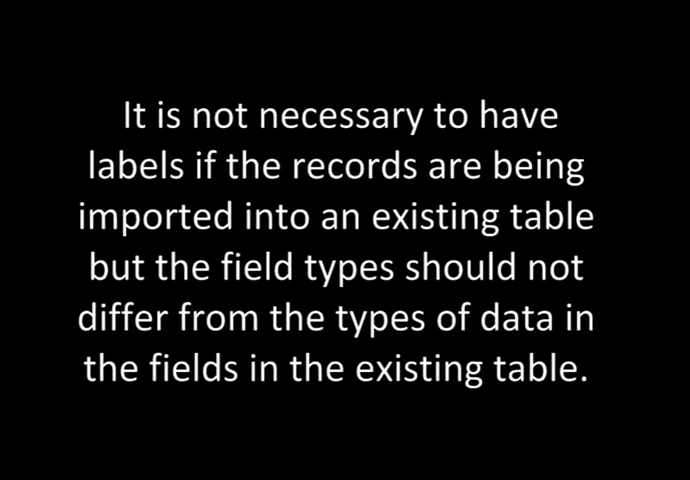 It is not necessary to have
labels if the records are being
imported into an existing table
but the field types should not
differ from the types of data in
the fields in the existing table.